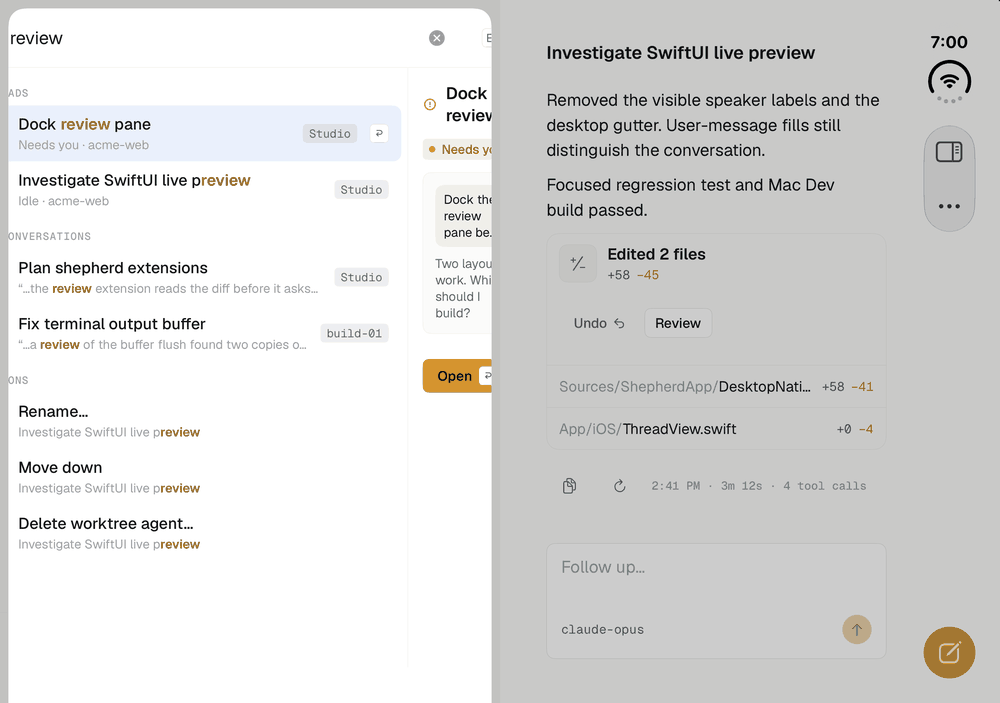 review
E
ADS
Dock review pane
Studio
Needs you · acme-web
Investigate SwiftUI live preview
Studio
Idle · acme-web
ONVERSATIONS
Plan shepherd extensions
Studio
“…the review extension reads the diff before it asks…
Fix terminal output buffer
build-01
“…a review of the buffer flush found two copies o…
ONS
Rename…
Investigate SwiftUI live preview
Move down
Investigate SwiftUI live preview
Delete worktree agent…
Investigate SwiftUI live preview
Dock
review
Needs yo
Dock the
review
pane be..
Two layou
work. Whi
should I
build?
Open
Investigate SwiftUI live preview
Removed the visible speaker labels and the
desktop gutter. User-message fills still
distinguish the conversation.
Focused regression test and Mac Dev
build passed.
Edited 2 files
+58 −45
Undo
Review
Sources/ShepherdApp/DesktopNati… +58 −41
App/iOS/ThreadView.swift +0 −4
2:41 PM · 3m 12s · 4 tool calls
Follow up…
claude-opus
7:00